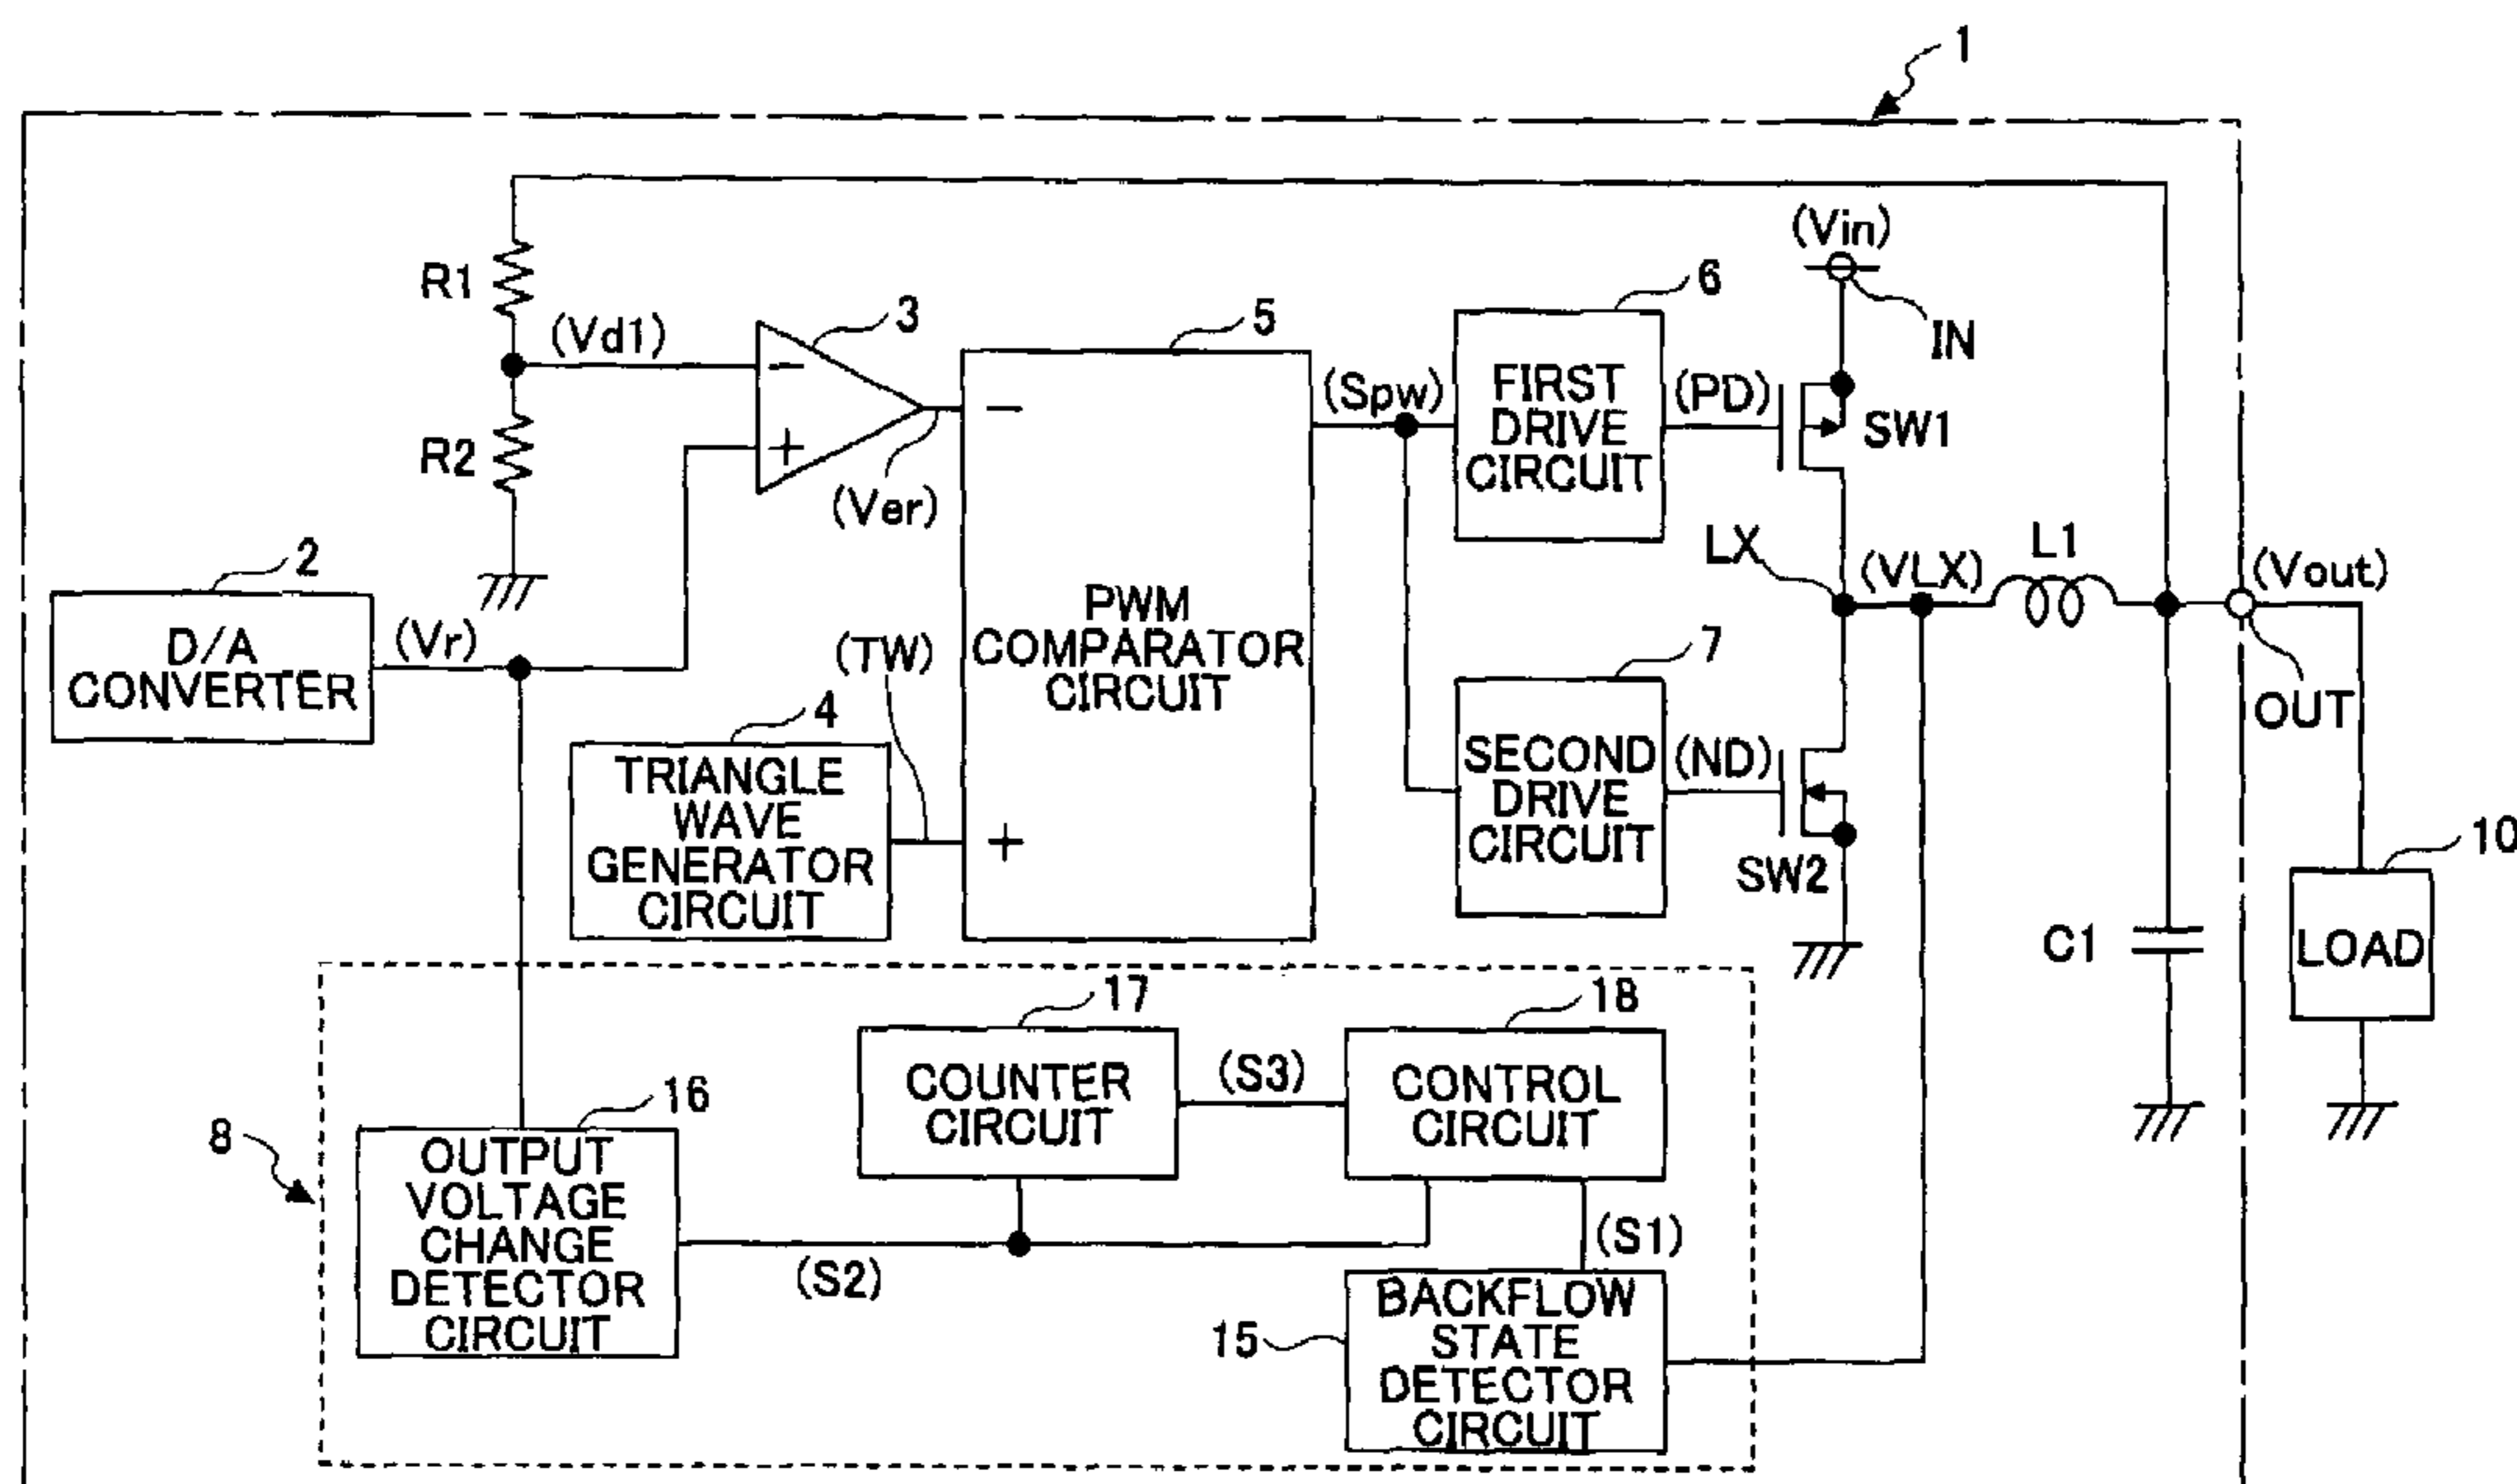 1
(Vin)
R1
(Vd1)
3
5
6
IN
−
+
−
(Spw)
FIRST
DRIVE
CIRCUIT
(PD)
SW1
R2
(Ver)
2
D/A
CONVERTER
(Vr)
(TW)
PWM
COMPARATOR
CIRCUIT
LX
(VLX)
L1
(Vout)
OUT
7
4
TRIANGLE
WAVE
GENERATOR
CIRCUIT
+
SECOND
DRIVE
CIRCUIT
(ND)
SW2
C1
10
LOAD
17
COUNTER
CIRCUIT
(S3)
18
CONTROL
CIRCUIT
8
16
OUTPUT
VOLTAGE
CHANGE
DETECTOR
CIRCUIT
(S2)
(S1)
15
BACKFLOW
STATE
DETECTOR
CIRCUIT